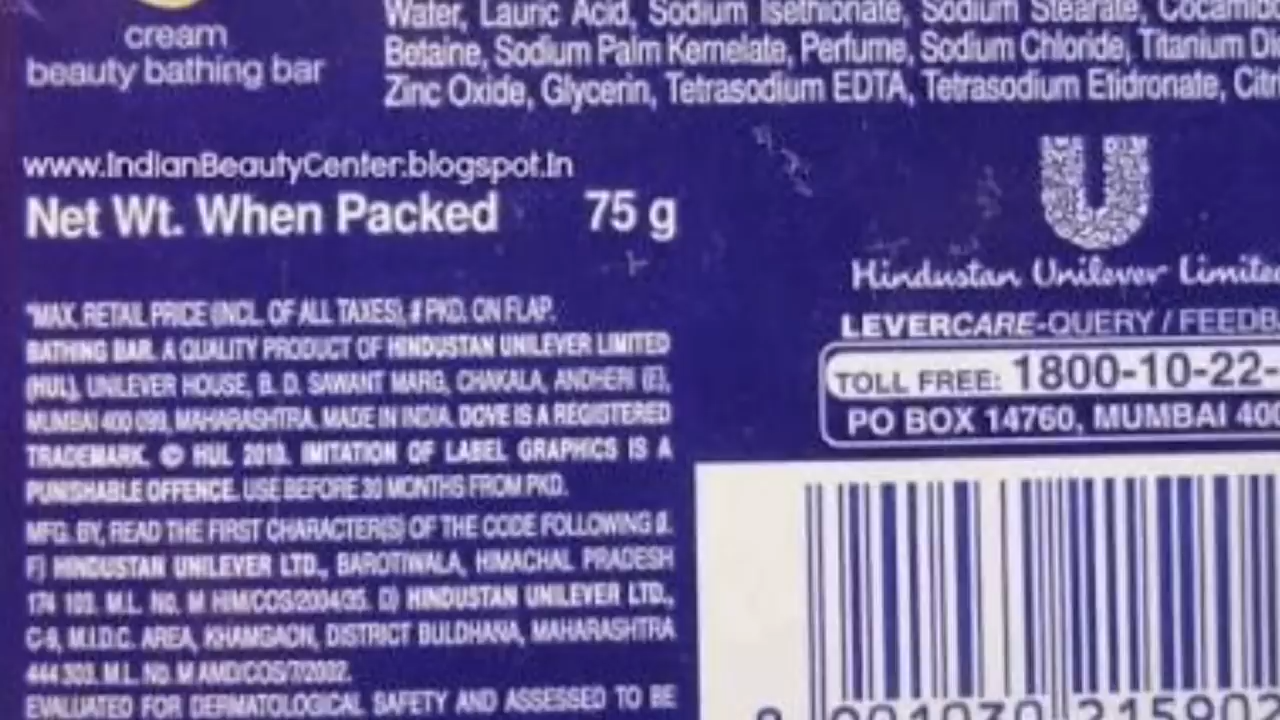 cream
beauty bathing bar
Water, Lauric Acid, Sodium Isethionate, Sodium Stearate,
Betaine, Sodium Palm Kernelate, Perfume, Sodium Chloride, Titanium
Zinc Oxide, Glycerin, Tetrasodium EDTA, Tetrasodium Etidronate,
www.IndianBeautyCenter.blogspot.In
Net Wt. When Packed 75 g
*MAX. RETAIL PRICE (INCL. OF ALL TAXES), # PKD. ON FLAP.
BATHING BAR. A QUALITY PRODUCT OF HINDUSTAN UNILEVER LIMITED
(HUL), UNILEVER HOUSE, B. D. SAWANT MARG, CHAKALA, ANDHERI (E),
MUMBAI 400 099, MAHARASHTRA. MADE IN INDIA. DOVE IS A REGISTERED
TRADEMARK. © HUL IMITATION OF LABEL GRAPHICS IS A
PUNISHABLE OFFENCE. USE BEFORE 30 MONTHS FROM PKD.
MFG. BY, READ THE FIRST CHARACTER(S) OF THE CODE FOLLOWING
F) HINDUSTAN UNILEVER LTD., BAROTIWALA, HIMACHAL PRADESH
174 103. M.L. No. M HIM/COS/2004/35. D) HINDUSTAN UNILEVER LTD.,
C-9, M.I.D.C. AREA, KHAMGAON, DISTRICT BULDHANA, MAHARASHTRA
444 303. M.L. No. M AMD/COS/7/2002.
EVALUATED FOR DERMATOLOGICAL SAFETY AND ASSESSED TO BE
Hindustan Unilever Limited
LEVERCARE-QUERY /
TOLL FREE: 1800-10-22-
PO BOX 14760, MUMBAI